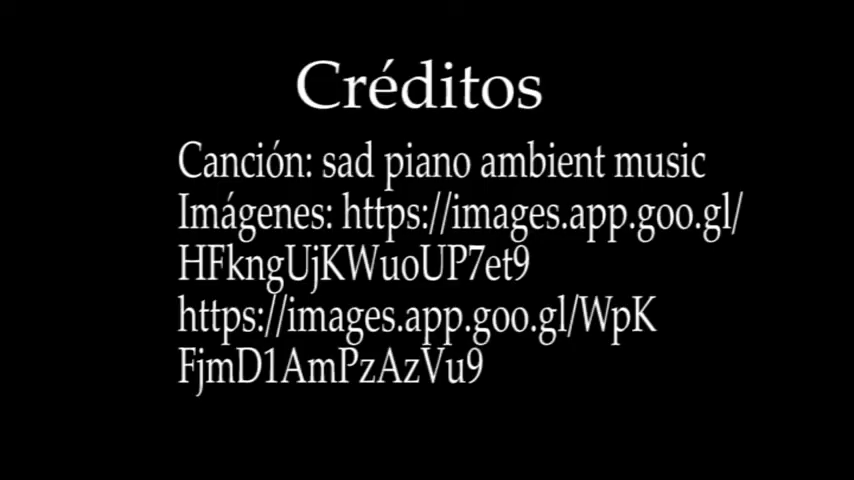 Créditos
Canción: sad piano ambient music
Imágenes: https://images.app.goo.gl/
HFkngUjKWuoUP7et9
https://images.app.goo.gl/WpK
FjmD1AmPzAzVu9